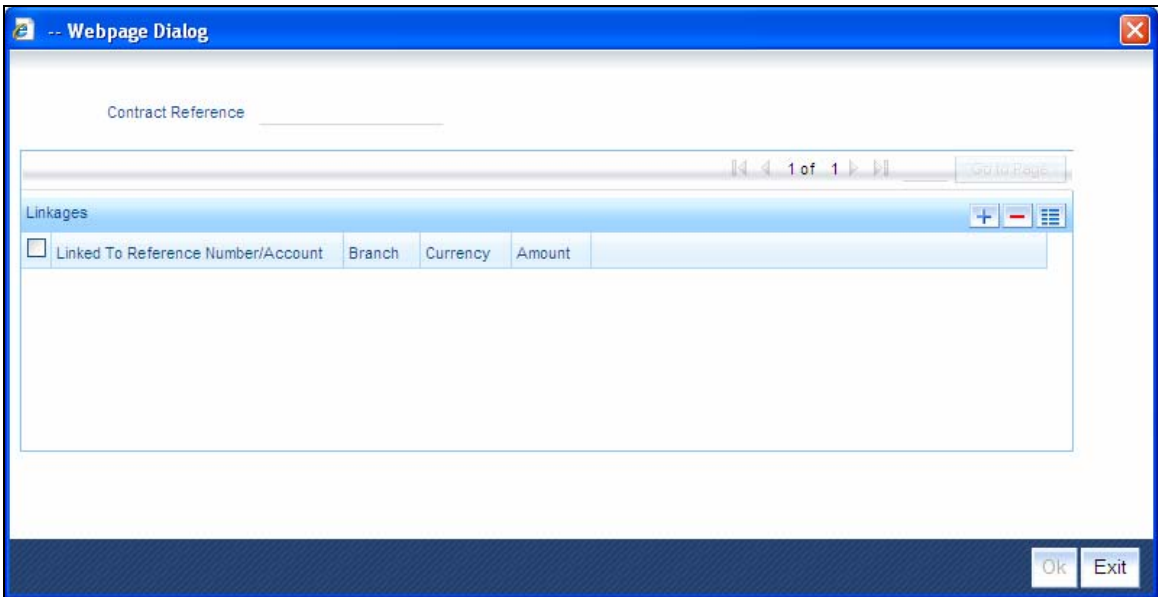 -- Webpage Dialog
Contract Reference
1 of 1 Go to Page
Linkages
Linked To Reference Number/Account Branch Currency Amount
Ok Exit